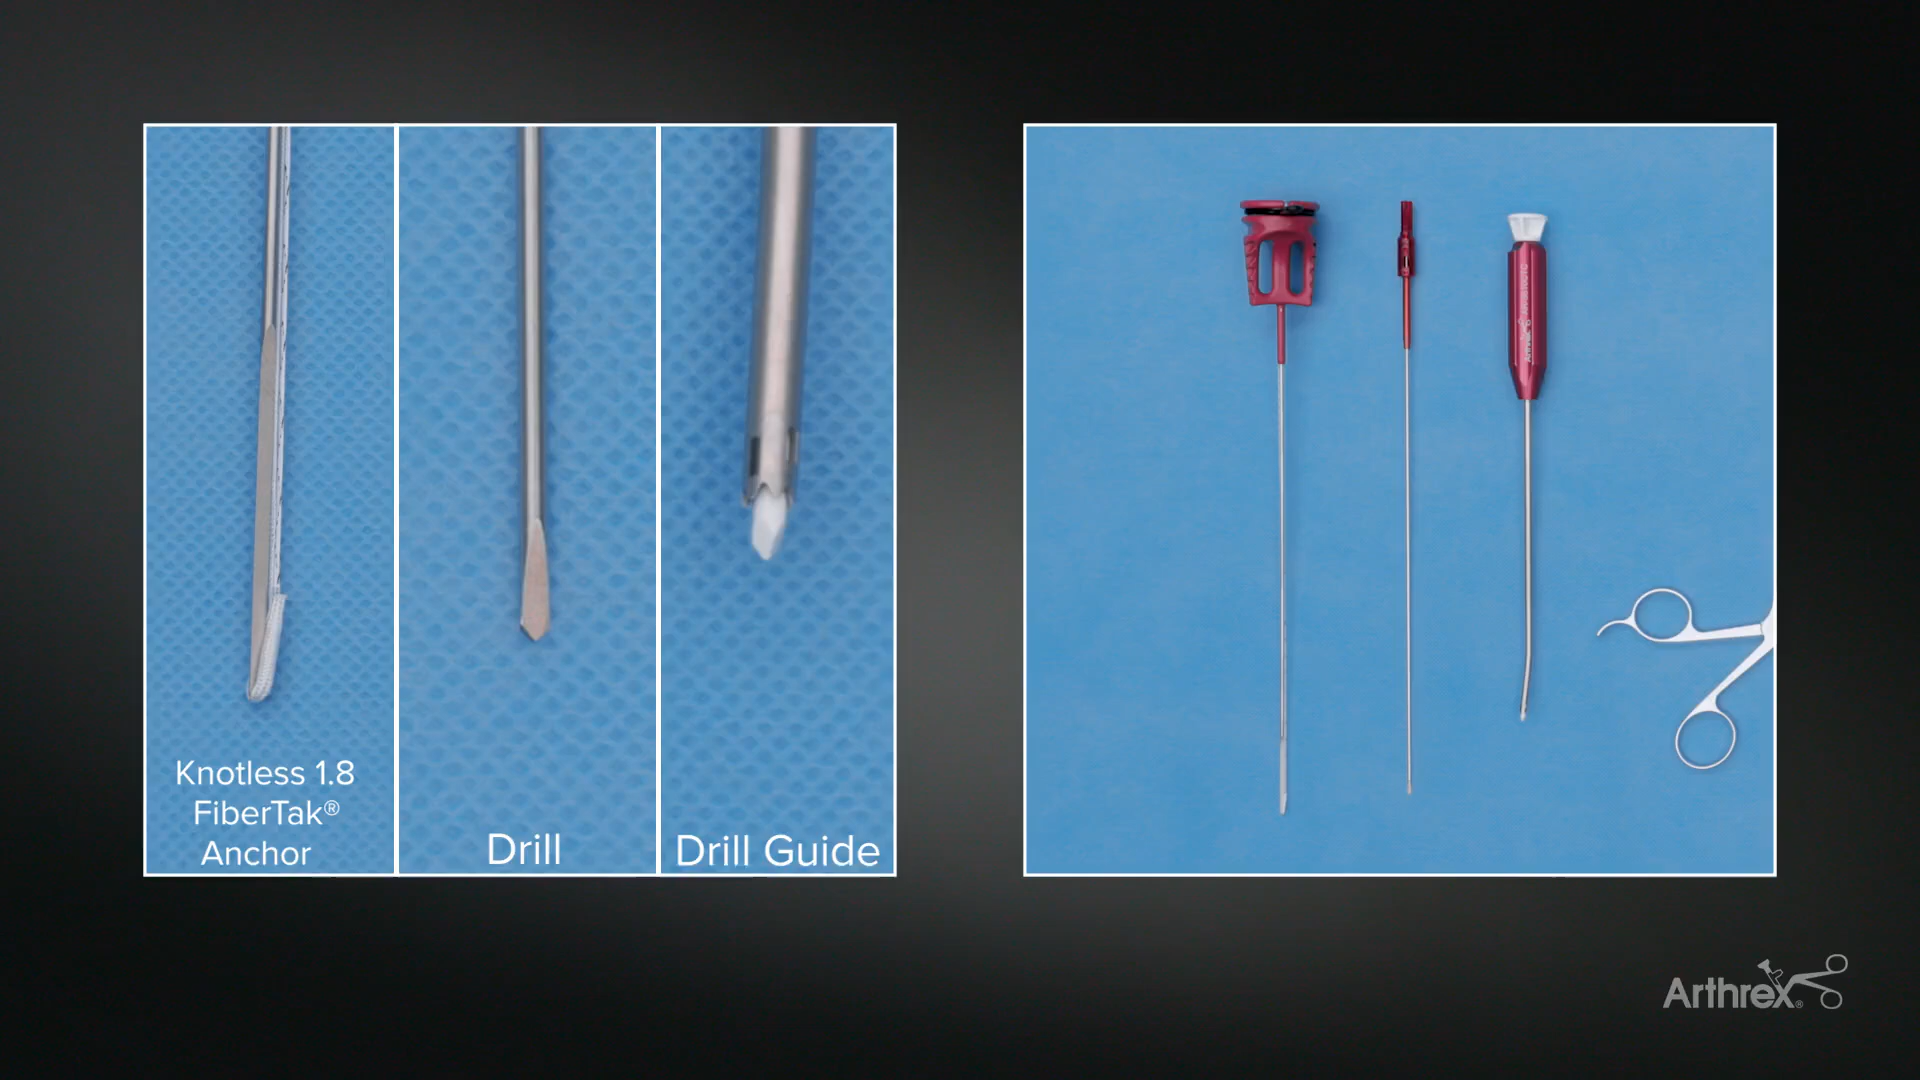 Knotless 1.8
FiberTak®
Anchor
Drill
Drill Guide
Arthrex®